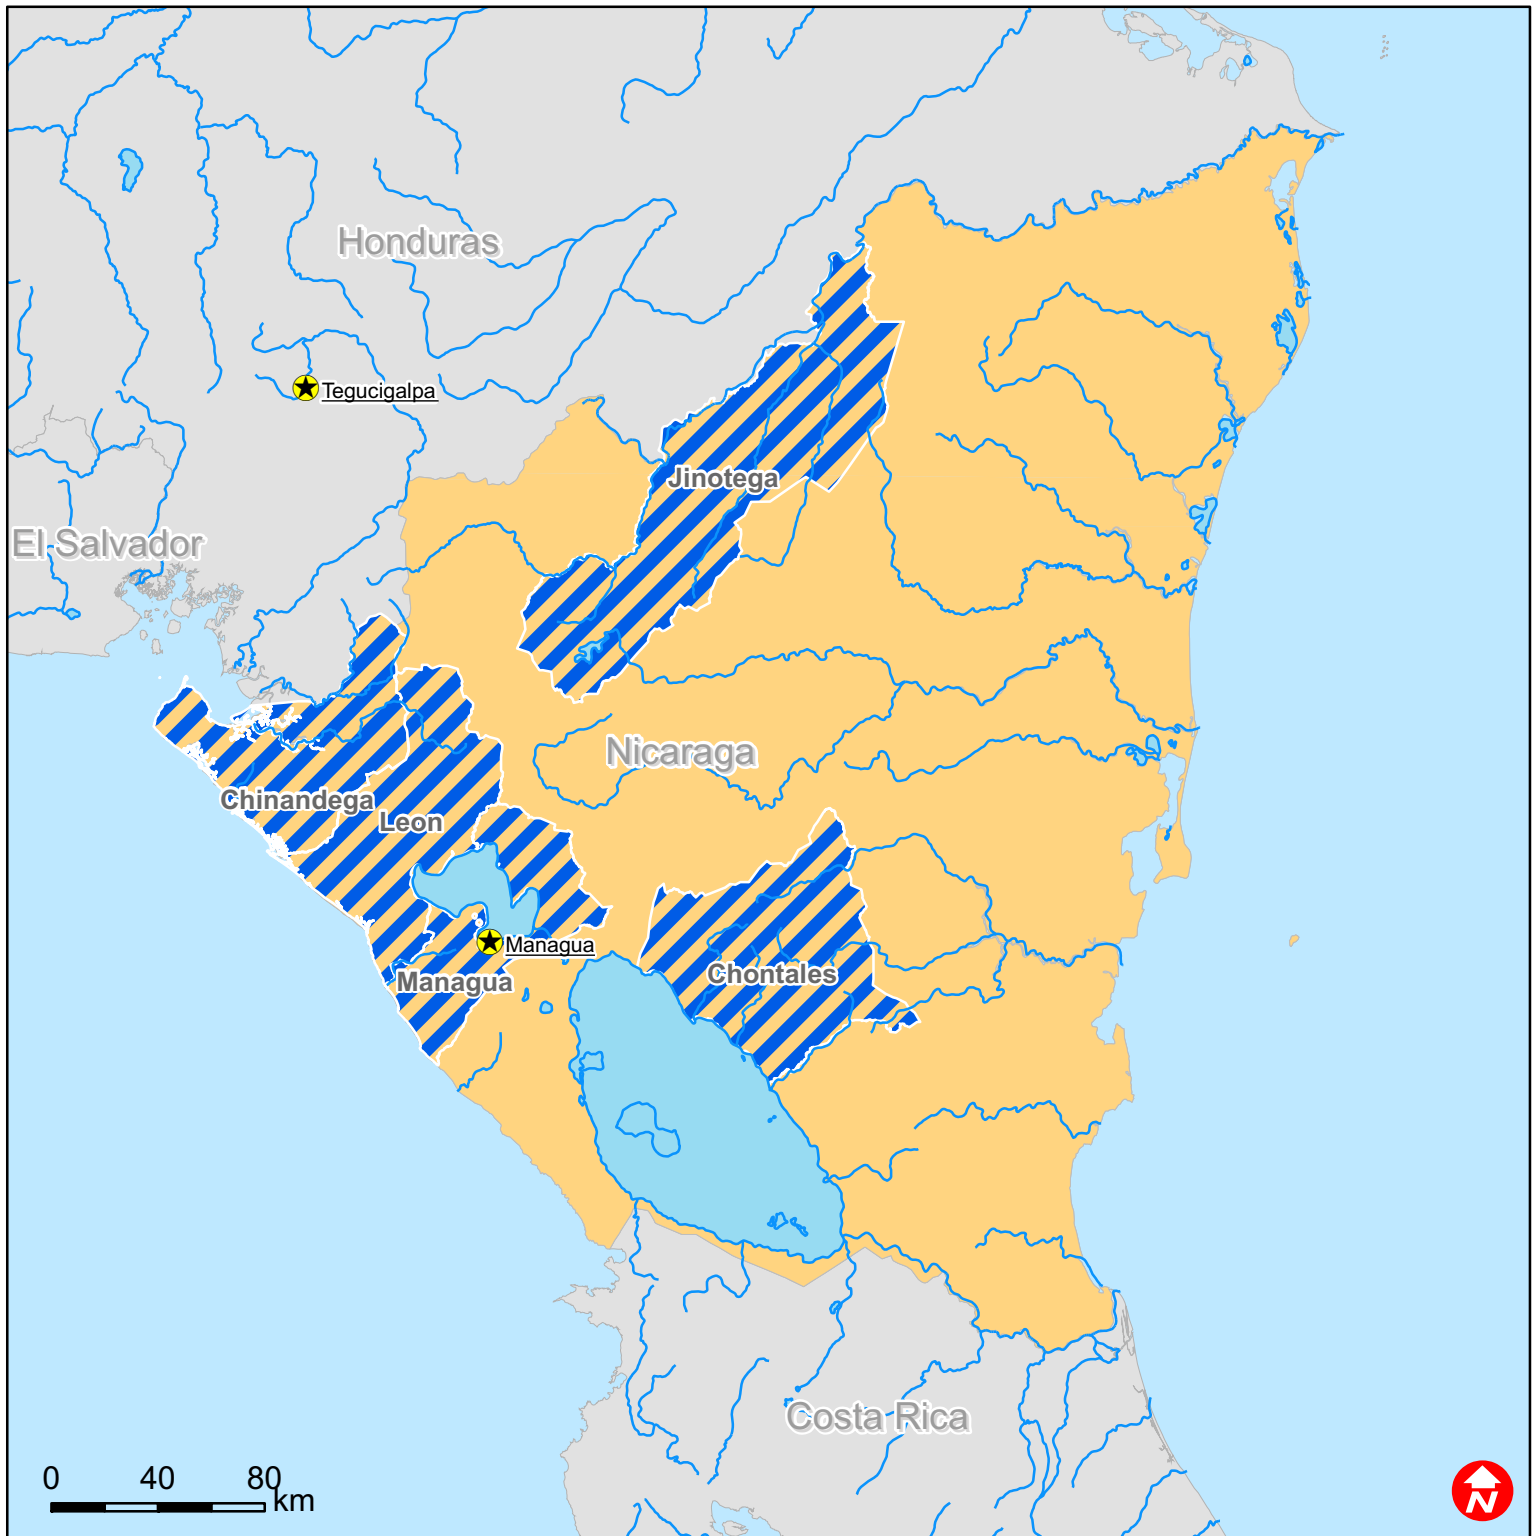 Honduras
Tegucigalpa
Jinotega
El Salvador
Nicaraga
Chinandega
Leon
Managua
Managua
Chontales
Costa Rica
0 40 80
km
N